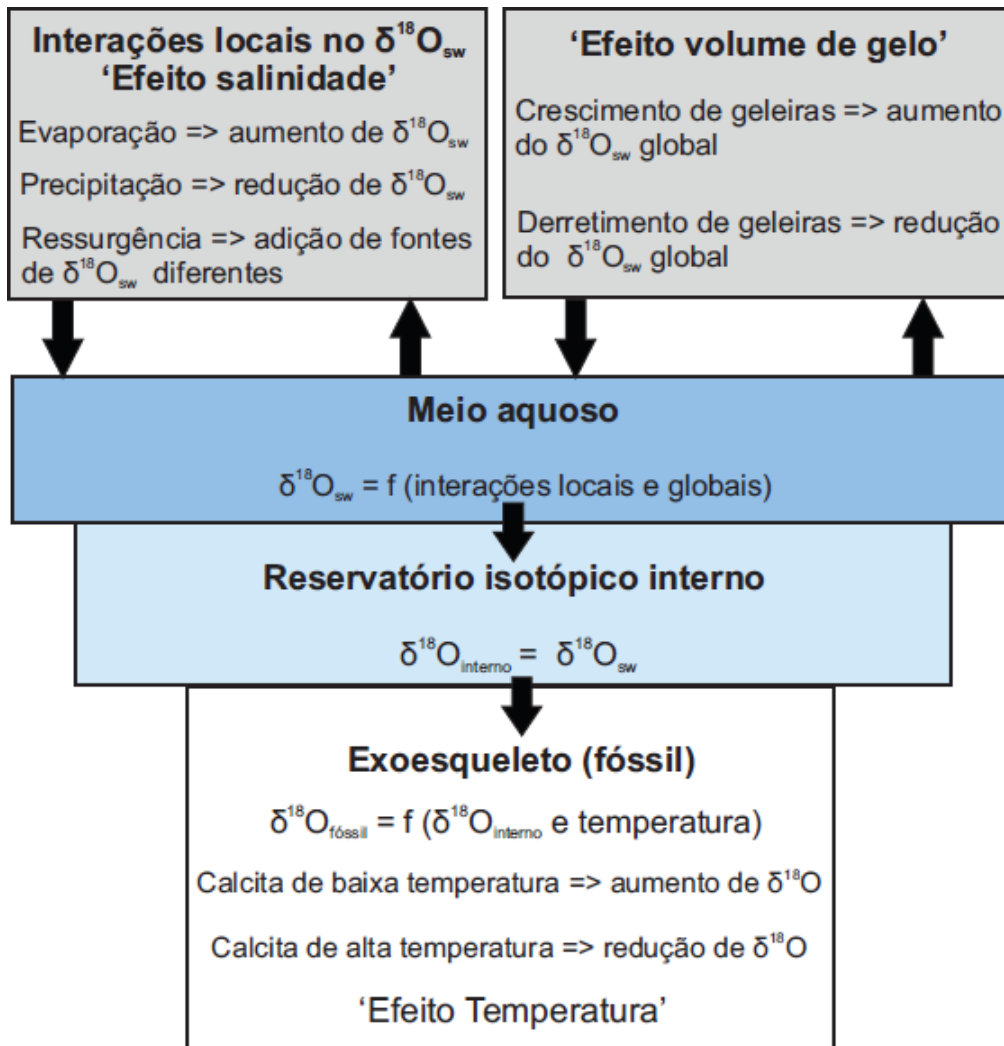 Interações locais no δ¹⁸Osw
‘Efeito salinidade’
Evaporação => aumento de δ¹⁸Osw
Precipitação => redução de δ¹⁸Osw
Ressurgência => adição de fontes
de δ¹⁸Osw diferentes
‘Efeito volume de gelo’
Crescimento de geleiras => aumento
do δ¹⁸Osw global
Derretimento de geleiras => redução
do δ¹⁸Osw global
Meio aquoso
δ¹⁸Osw = f (interações locais e globais)
Reservatório isotópico interno
δ¹⁸Ointerno = δ¹⁸Osw
Exoesqueleto (fóssil)
δ¹⁸Ofóssil = f (δ¹⁸Ointerno e temperatura)
Calcita de baixa temperatura => aumento de δ¹⁸O
Calcita de alta temperatura => redução de δ¹⁸O
‘Efeito Temperatura’